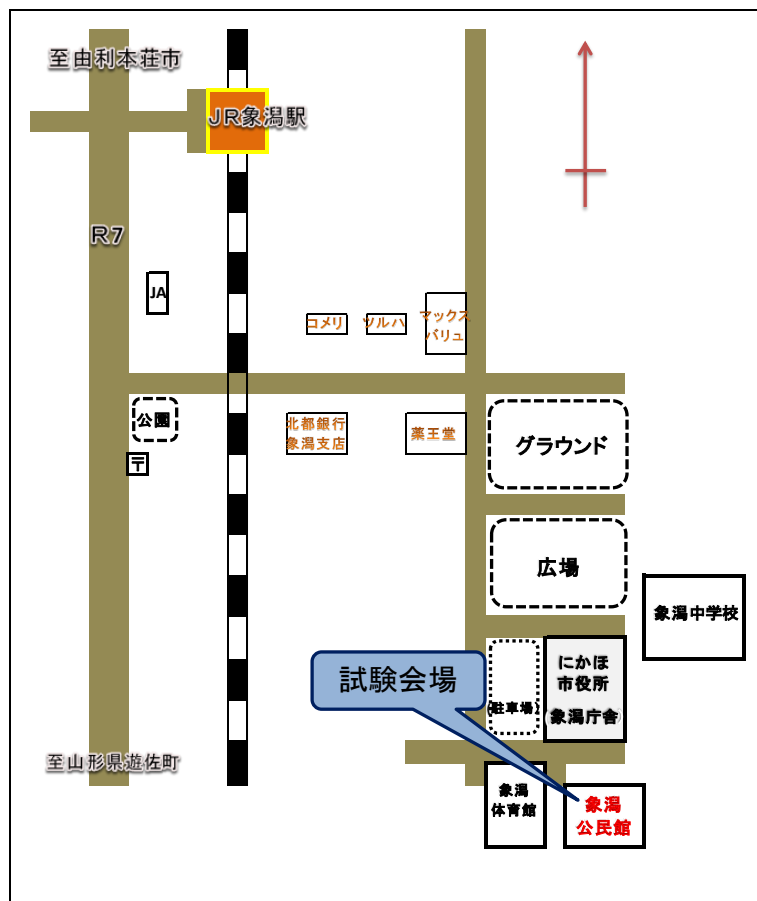 至由利本荘市
JR象潟駅
R7
JA
コメリ
ツルハ
マックス
バリュ
公園
〒
北都銀行
象潟支店
薬王堂
グラウンド
広場
象潟中学校
試験会場
(駐車場)
にかほ
市役所
(象潟庁舎)
至山形県遊佐町
象潟
体育館
象潟
公民館